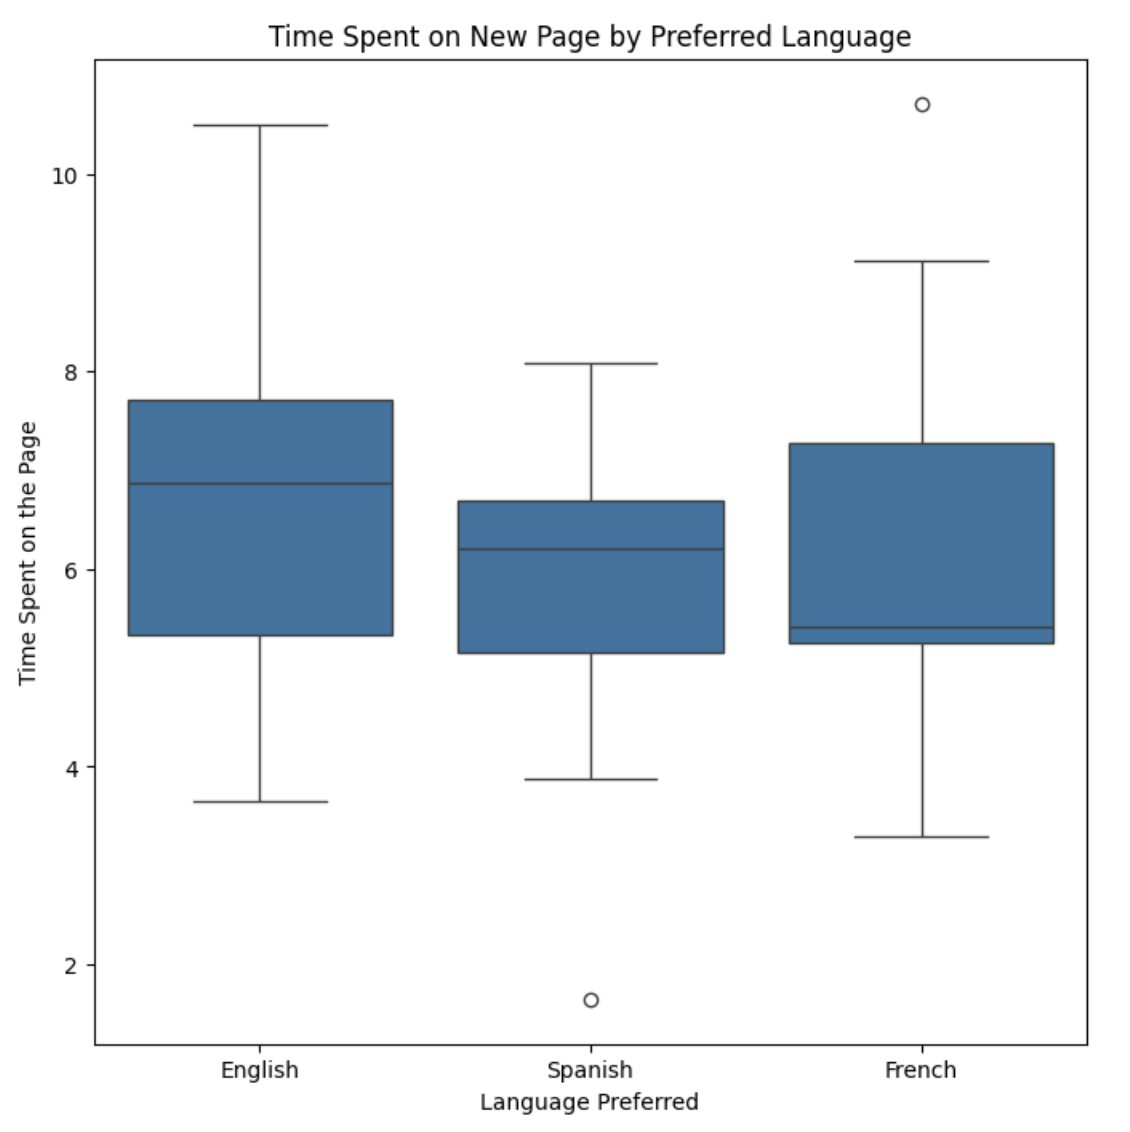 Time Spent on New Page by Preferred Language
10
8
6
4
2
Time Spent on the Page
English Spanish French
Language Preferred